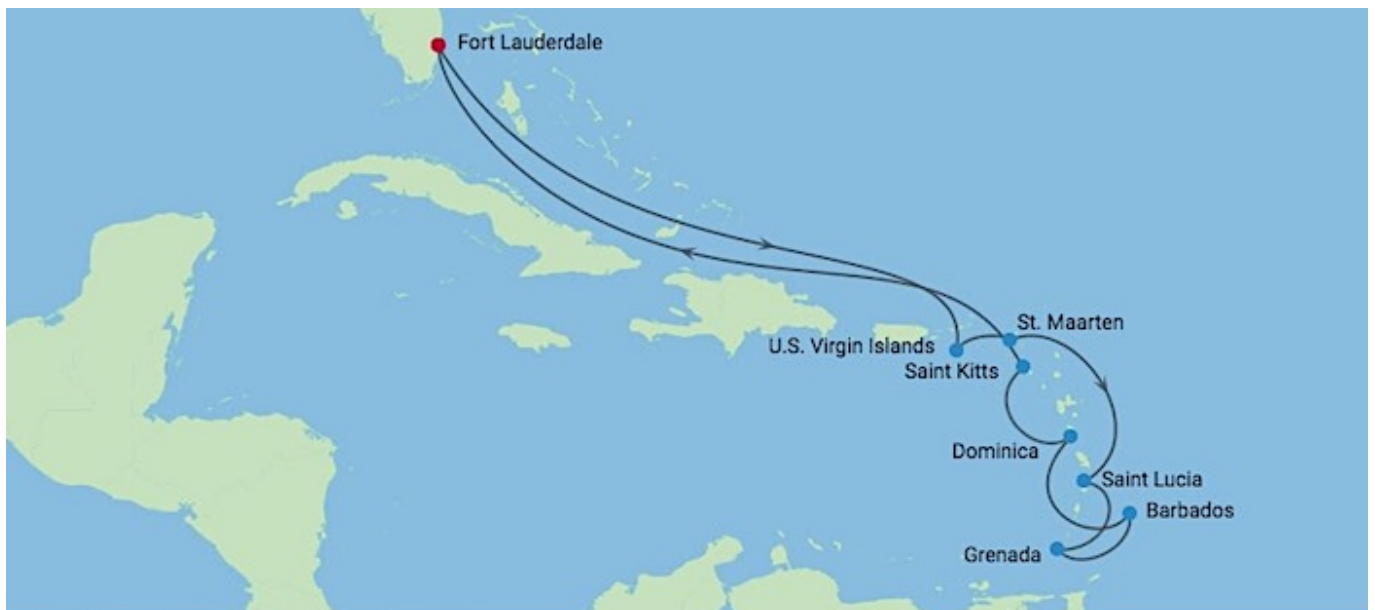 Fort Lauderdale
St. Maarten
U.S. Virgin Islands
Saint Kitts
Dominica
Saint Lucia
Barbados
Grenada